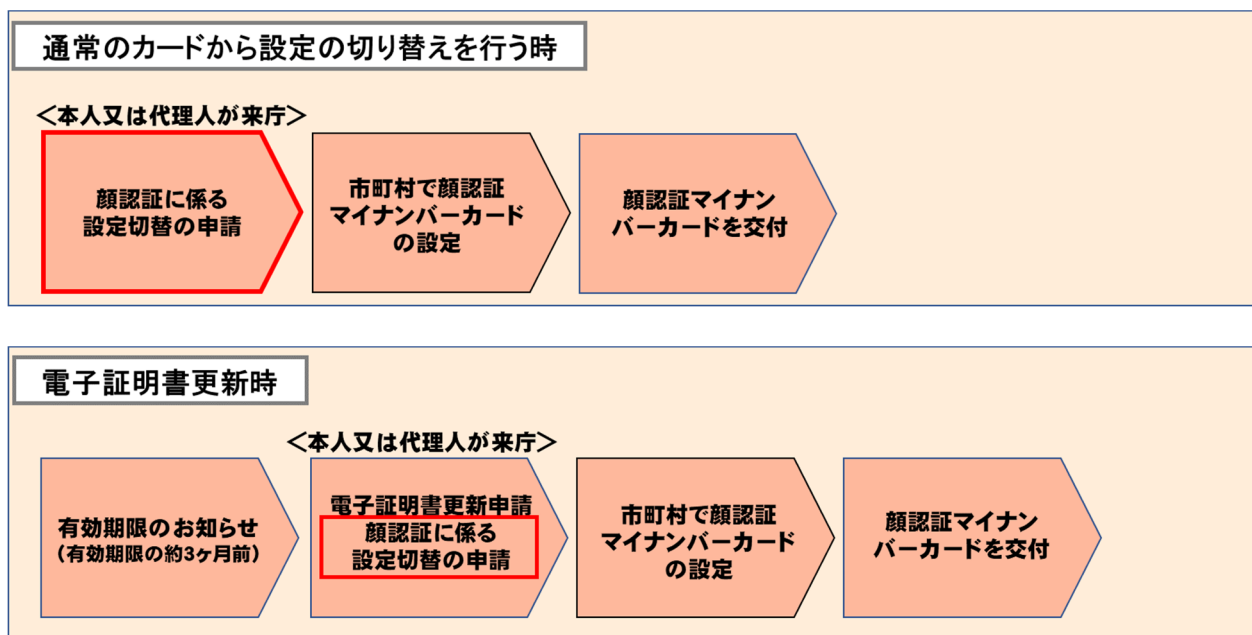 通常のカードから設定の切り替えを行う時
＜本人又は代理人が来庁＞
顔認証に係る
設定切替の申請
市町村で顔認証
マイナンバーカード
の設定
顔認証マイナン
バーカードを交付
電子証明書更新時
＜本人又は代理人が来庁＞
有効期限のお知らせ
（有効期限の約3ヶ月前）
電子証明書更新申請
顔認証に係る
設定切替の申請
市町村で顔認証
マイナンバーカード
の設定
顔認証マイナン
バーカードを交付